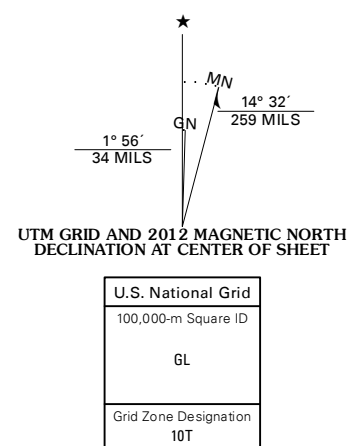 ★
MN
14° 32´
259 MILS
GN
1° 56´
34 MILS
UTM GRID AND 2012 MAGNETIC NORTH
DECLINATION AT CENTER OF SHEET
U.S. National Grid
100,000-m Square ID
GL
Grid Zone Designation
10T